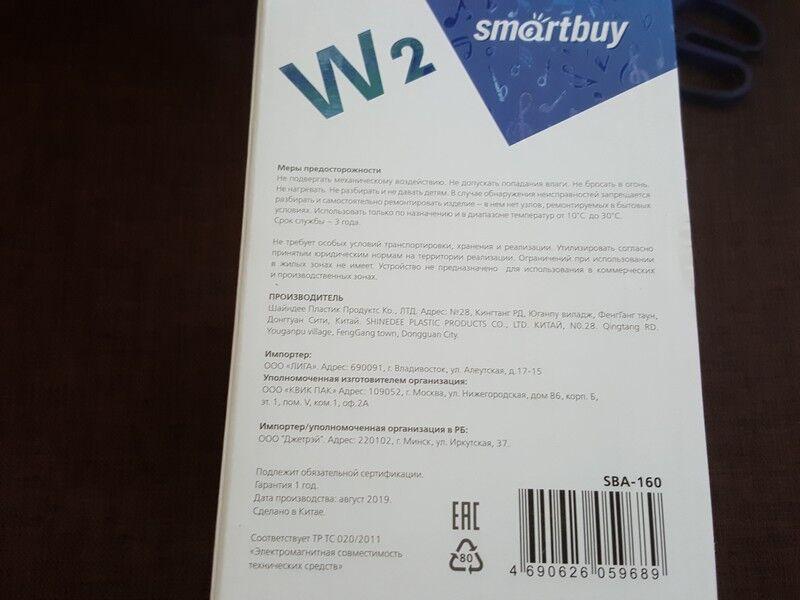 smartbuy
W2
Меры предосторожности
Не подвергать механическому воздействию. Не допускать попадания влаги. Не бросать в огонь.
Не нагревать. Не разбирать и не давать детям. В случае обнаружения неисправностей запрещается
разбирать и самостоятельно ремонтировать изделие – в нем нет узлов, ремонтируемых в бытовых
условиях. Использовать только по назначению и в диапазоне температур от 10°С до 30°С.
Срок службы – 3 года.
Не требует особых условий транспортировки, хранения и реализации. Утилизировать согласно
принятым юридическим нормам на территории реализации. Ограничений при использовании
в жилых зонах не имеет. Устройство не предназначено для использования в коммерческих
и производственных зонах.
ПРОИЗВОДИТЕЛЬ
Шайндее Пластик Продуктс Ко., ЛТД. Адрес: №28, Кингтанг РД, Юганпу виладж, ФенгГанг таун,
Донггуан Сити, Китай. SHINEDEE PLASTIC PRODUCTS CO., LTD. КИТАЙ, N0.28. Qingtang RD.
Youganpu village, FengGang town, Dongguan City.
Импортер:
ООО «ЛИГА». Адрес: 690091, г. Владивосток, ул. Алеутская, д.17-15
Уполномоченная изготовителем организация:
ООО «КВИК ПАК» Адрес: 109052, г. Москва, ул. Нижегородская, дом 86, корп. Б,
эт. 1, пом. V, ком.1, оф.2А
Импортер/уполномоченная организация в РБ:
ООО "Джетрэй". Адрес: 220102, г. Минск, ул. Иркутская, 37.
Подлежит обязательной сертификации.
Гарантия 1 год.
Дата производства: август 2019.
Сделано в Китае.
Соответствует ТР ТС 020/2011
«Электромагнитная совместимость
технических средств»
EAC
80
SBA-160
4 690626 059689